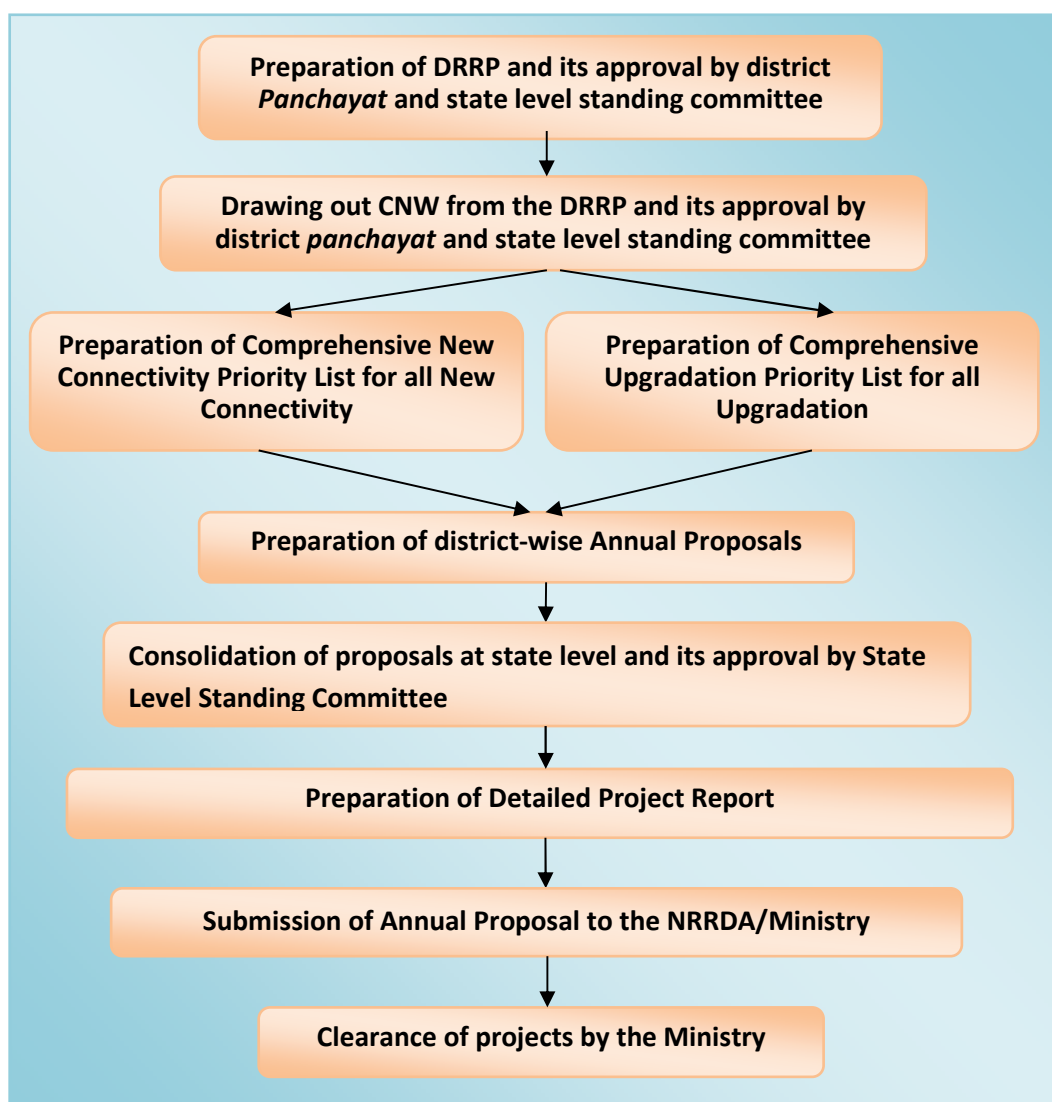 Preparation of DRRP and its approval by district
Panchayat and state level standing committee
Drawing out CNW from the DRRP and its approval by
district panchayat and state level standing committee
Preparation of Comprehensive New
Connectivity Priority List for all New
Connectivity
Preparation of Comprehensive
Upgradation Priority List for all
Upgradation
Preparation of district-wise Annual Proposals
Consolidation of proposals at state level and its approval by State
Level Standing Committee
Preparation of Detailed Project Report
Submission of Annual Proposal to the NRRDA/Ministry
Clearance of projects by the Ministry